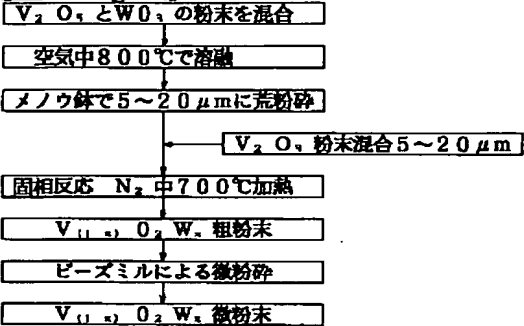 V₂O₅とWO₃の粉末を混合
空気中800℃で溶融
メノウ鉢で5~20μmに荒粉砕
V₂O₃粉末混合5~20μm
固相反応 N₂中700℃加熱
V₍₁₋ₓ₎O₂Wₓ粗粉末
ビーズミルによる微粉砕
V₍₁₋ₓ₎O₂Wₓ微粉末